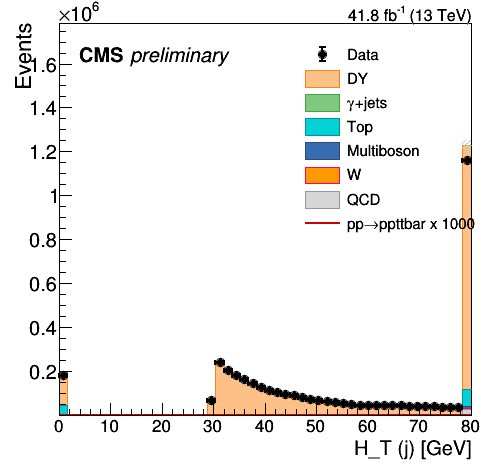 ×10⁶
41.8 fb⁻¹ (13 TeV)
Events
CMS preliminary
Data
DY
γ+jets
Top
Multiboson
W
QCD
pp→ppttbar x 1000
1.6
1.4
1.2
1
0.8
0.6
0.4
0.2
0 10 20 30 40 50 60 70 80
H_T (j) [GeV]